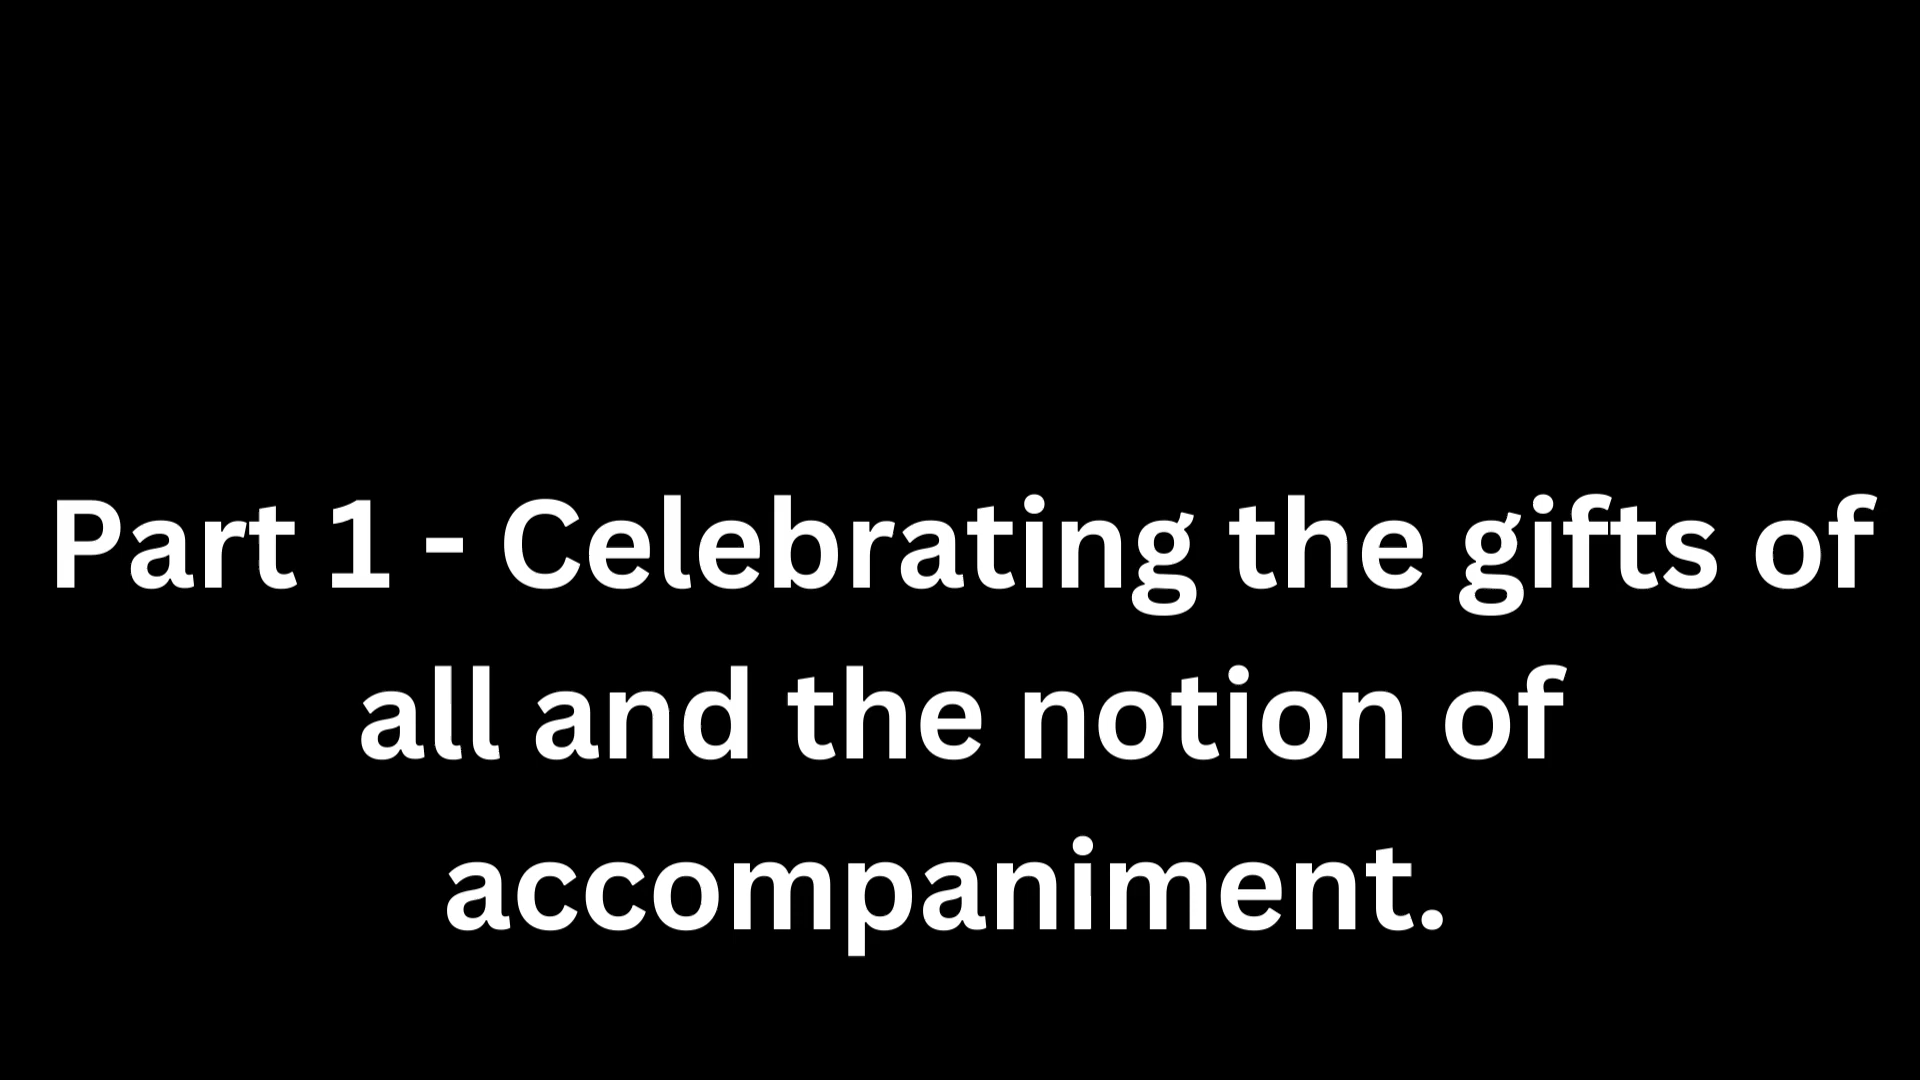 Part 1 - Celebrating the gifts of
all and the notion of
accompaniment.